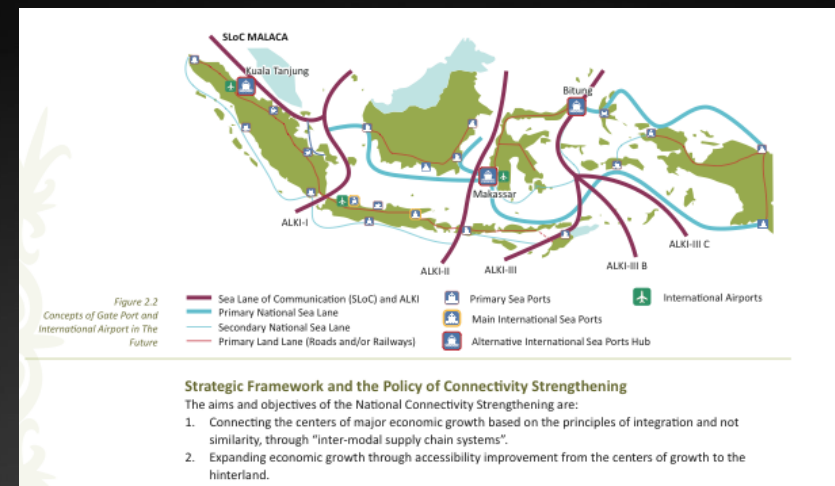 SLoC MALACA
Kuala Tanjung
Bitung
Makassar
ALKI-I
ALKI-II
ALKI-III
ALKI-III B
ALKI-III C
Figure 2.2
Concepts of Gate Port and
International Airport in The
Future
Sea Lane of Communication (SLoC) and ALKI
Primary National Sea Lane
Secondary National Sea Lane
Primary Land Lane (Roads and/or Railways)
Primary Sea Ports
Main International Sea Ports
Alternative International Sea Ports Hub
International Airports
Strategic Framework and the Policy of Connectivity Strengthening
The aims and objectives of the National Connectivity Strengthening are:
1. Connecting the centers of major economic growth based on the principles of integration and not
similarity, through “inter-modal supply chain systems”.
2. Expanding economic growth through accessibility improvement from the centers of growth to the
hinterland.